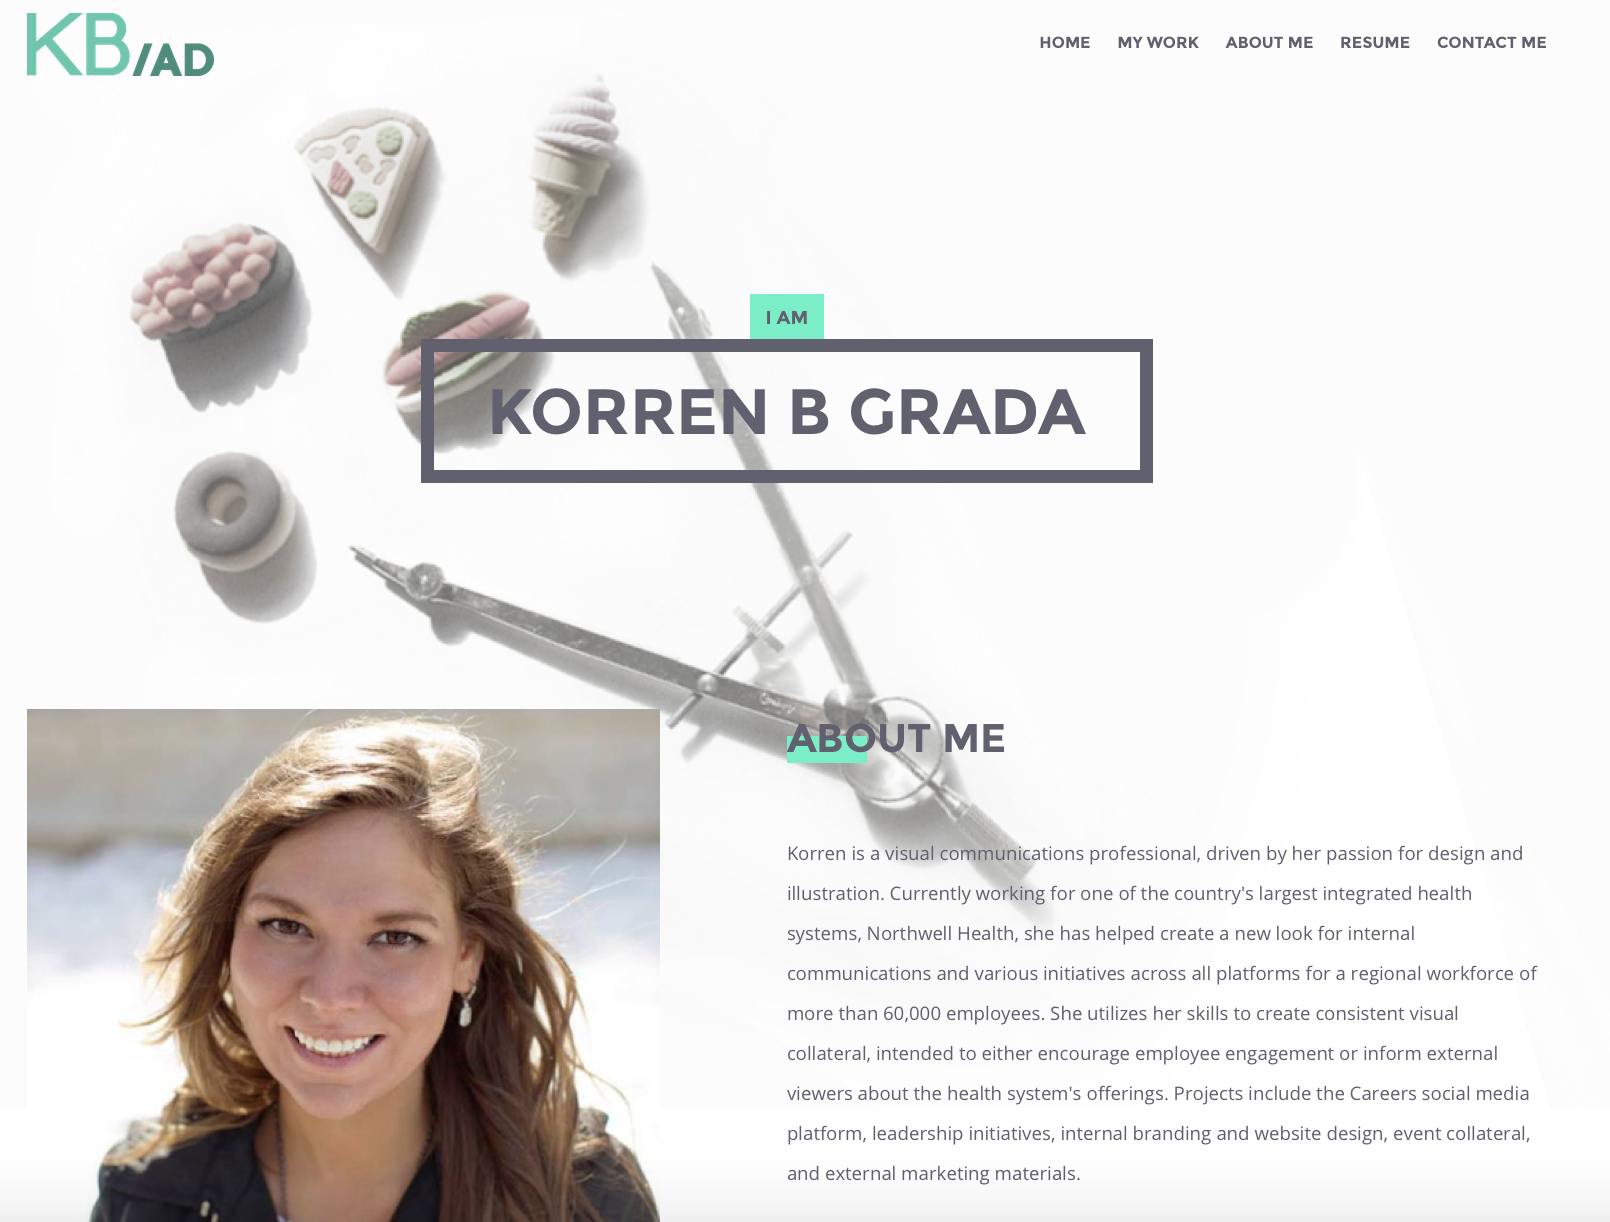 KB/AD
HOME MY WORK ABOUT ME RESUME CONTACT ME
I AM
KORREN B GRADA
ABOUT ME
Korren is a visual communications professional, driven by her passion for design and
illustration. Currently working for one of the country's largest integrated health
systems, Northwell Health, she has helped create a new look for internal
communications and various initiatives across all platforms for a regional workforce of
more than 60,000 employees. She utilizes her skills to create consistent visual
collateral, intended to either encourage employee engagement or inform external
viewers about the health system's offerings. Projects include the Careers social media
platform, leadership initiatives, internal branding and website design, event collateral,
and external marketing materials.